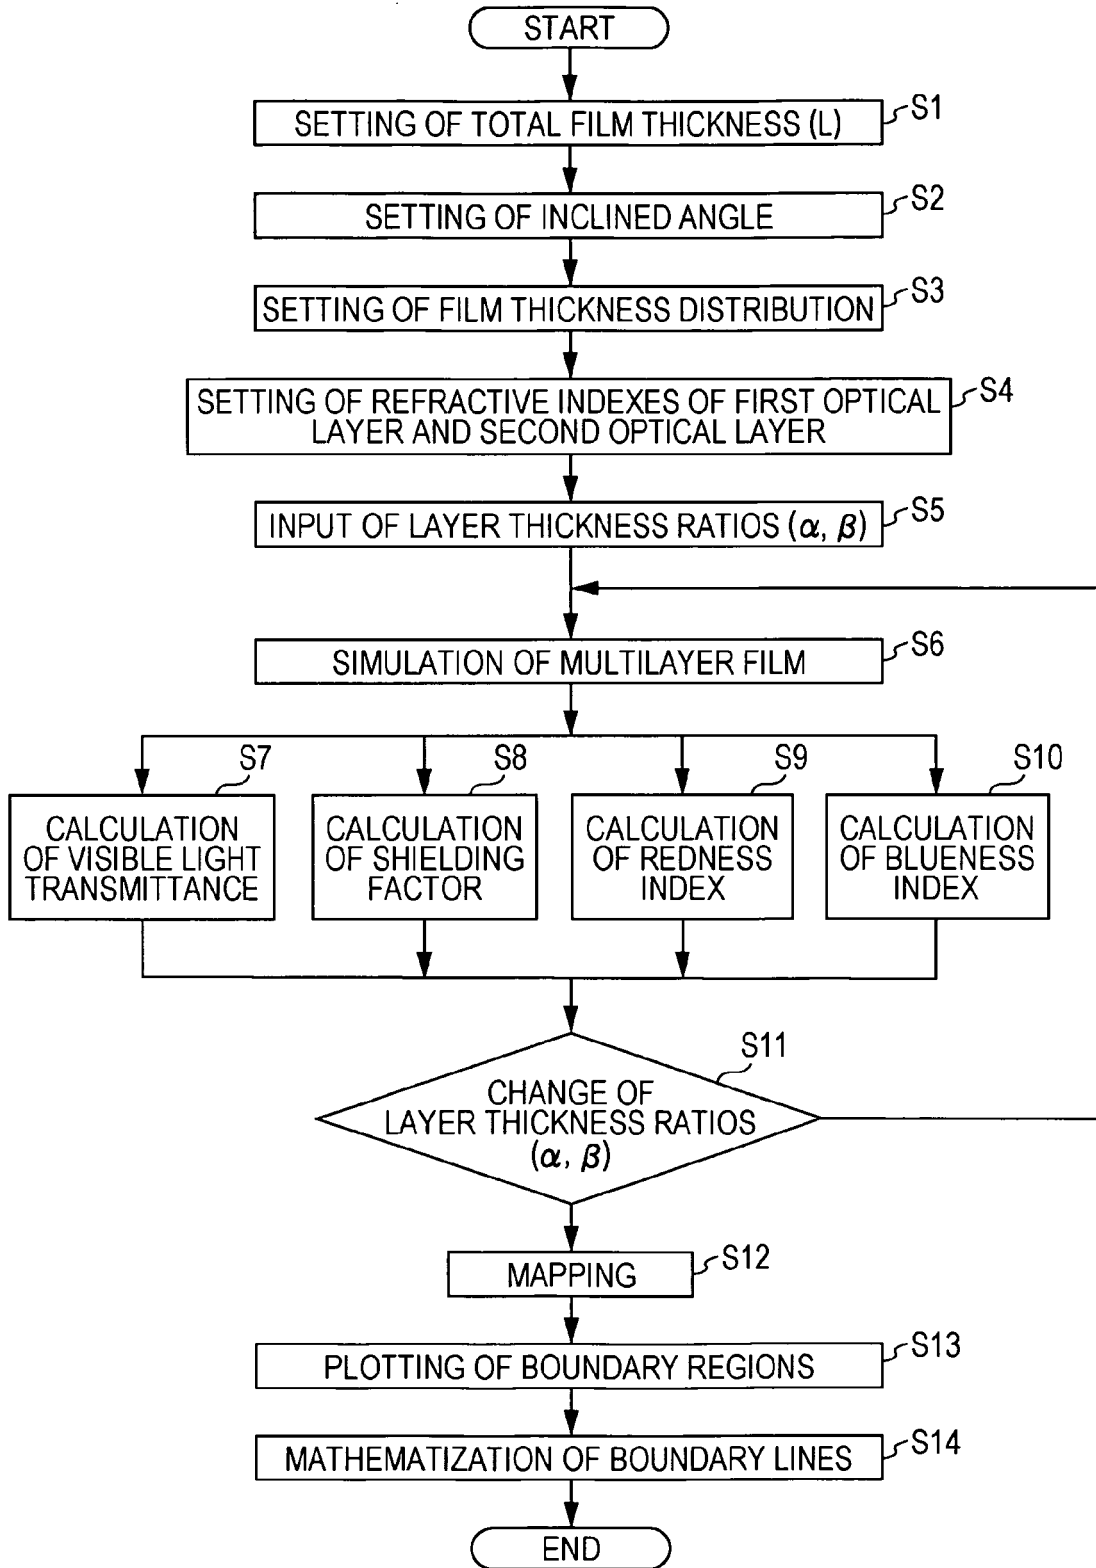 START
S1
SETTING OF TOTAL FILM THICKNESS (L)
S2
SETTING OF INCLINED ANGLE
S3
SETTING OF FILM THICKNESS DISTRIBUTION
S4
SETTING OF REFRACTIVE INDEXES OF FIRST OPTICAL
LAYER AND SECOND OPTICAL LAYER
S5
INPUT OF LAYER THICKNESS RATIOS (α, β)
S6
SIMULATION OF MULTILAYER FILM
S7
CALCULATION
OF VISIBLE LIGHT
TRANSMITTANCE
S8
CALCULATION
OF SHIELDING
FACTOR
S9
CALCULATION
OF REDNESS
INDEX
S10
CALCULATION
OF BLUENESS
INDEX
S11
CHANGE OF
LAYER THICKNESS RATIOS
(α, β)
S12
MAPPING
S13
PLOTTING OF BOUNDARY REGIONS
S14
MATHEMATIZATION OF BOUNDARY LINES
END